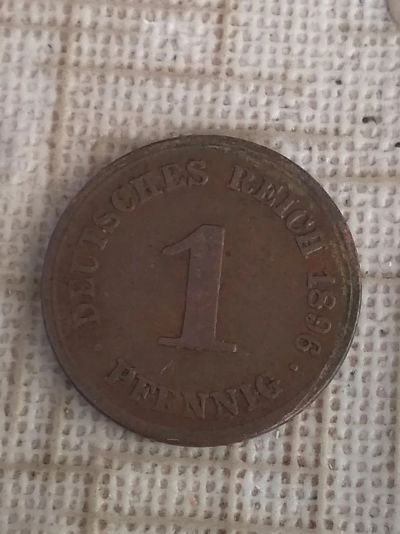 · DEUTSCHES REICH 1896 ·
1
PFENNIG